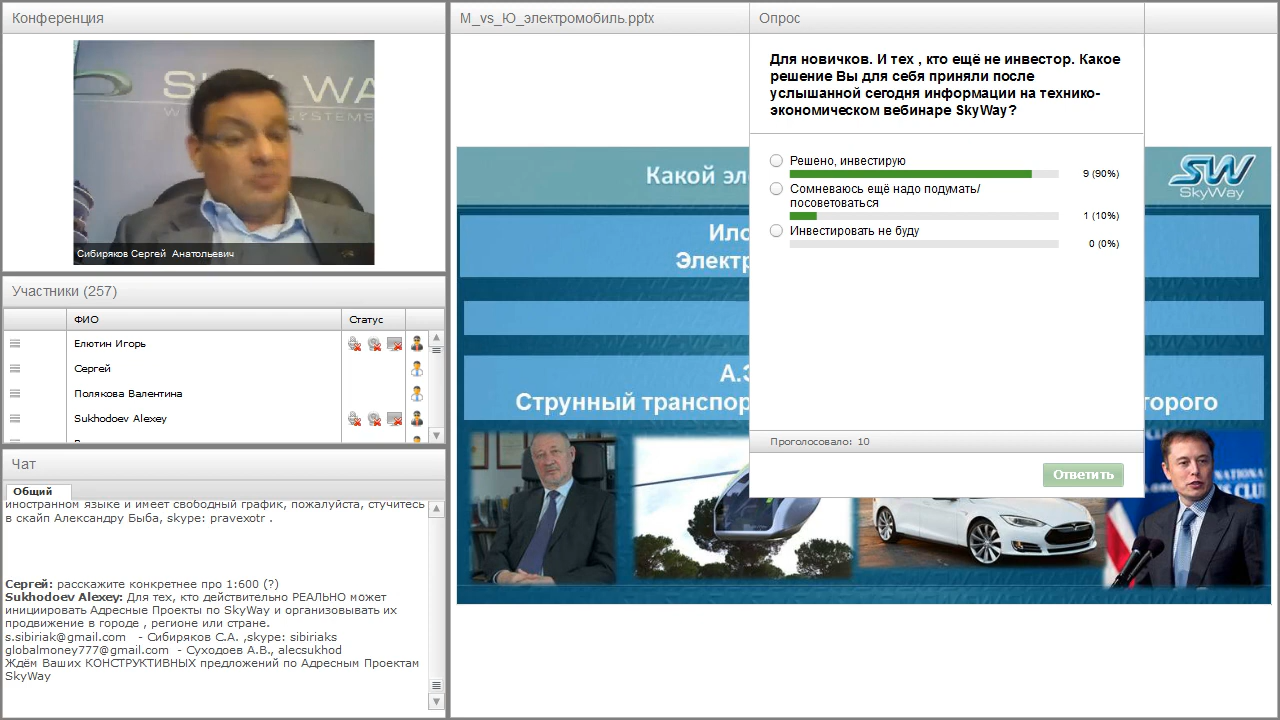 Конференция
SKY WA
SYSTEMS
Сибиряков Сергей Анатольевич
Участники (257)
ФИО
Статус
Елютин Игорь
Сергей
Полякова Валентина
Sukhodoev Alexey
Чат
Общий
иностранном языке и имеет свободный график, пожалуйста, стучитесь
в скайп Александру Быба, skype: pravexotr .
Сергей: расскажите конкретнее про 1:600 (?)
Sukhodoev Alexey: Для тех, кто действительно РЕАЛЬНО может
инициировать Адресные Проекты по SkyWay и организовывать их
продвижение в городе , регионе или стране.
s.sibiriak@gmail.com - Сибиряков С.А. ,skype: sibiriaks
globalmoney777@gmail.com - Суходоев А.В., alecsukhod
Ждём Ваших КОНСТРУКТИВНЫХ предложений по Адресным Проектам
SkyWay
М_vs_Ю_электромобиль.pptx
Какой эл
SW
SkyWay
Ило
Электр
А.Э
Струнный транспор
торого
Опрос
Для новичков. И тех , кто ещё не инвестор. Какое
решение Вы для себя приняли после
услышанной сегодня информации на технико-
экономическом вебинаре SkyWay?
Решено, инвестирую
9 (90%)
Сомневаюсь ещё надо подумать/
посоветоваться
1 (10%)
Инвестировать не буду
0 (0%)
Проголосовало: 10
Ответить